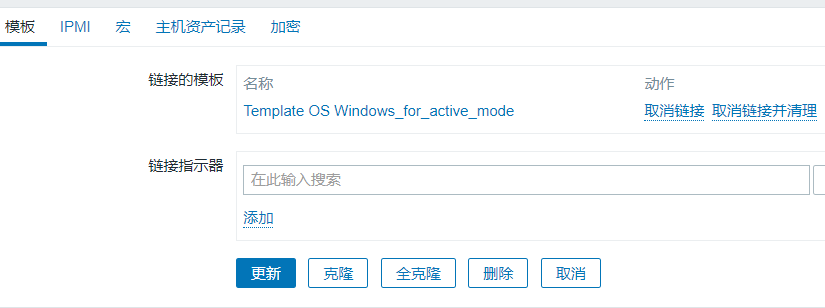 模板 IPMI 宏 主机资产记录 加密
链接的模板 名称 动作
Template OS Windows_for_active_mode 取消链接 取消链接并清理
链接指示器
在此输入搜索
添加
更新 克隆 全克隆 删除 取消